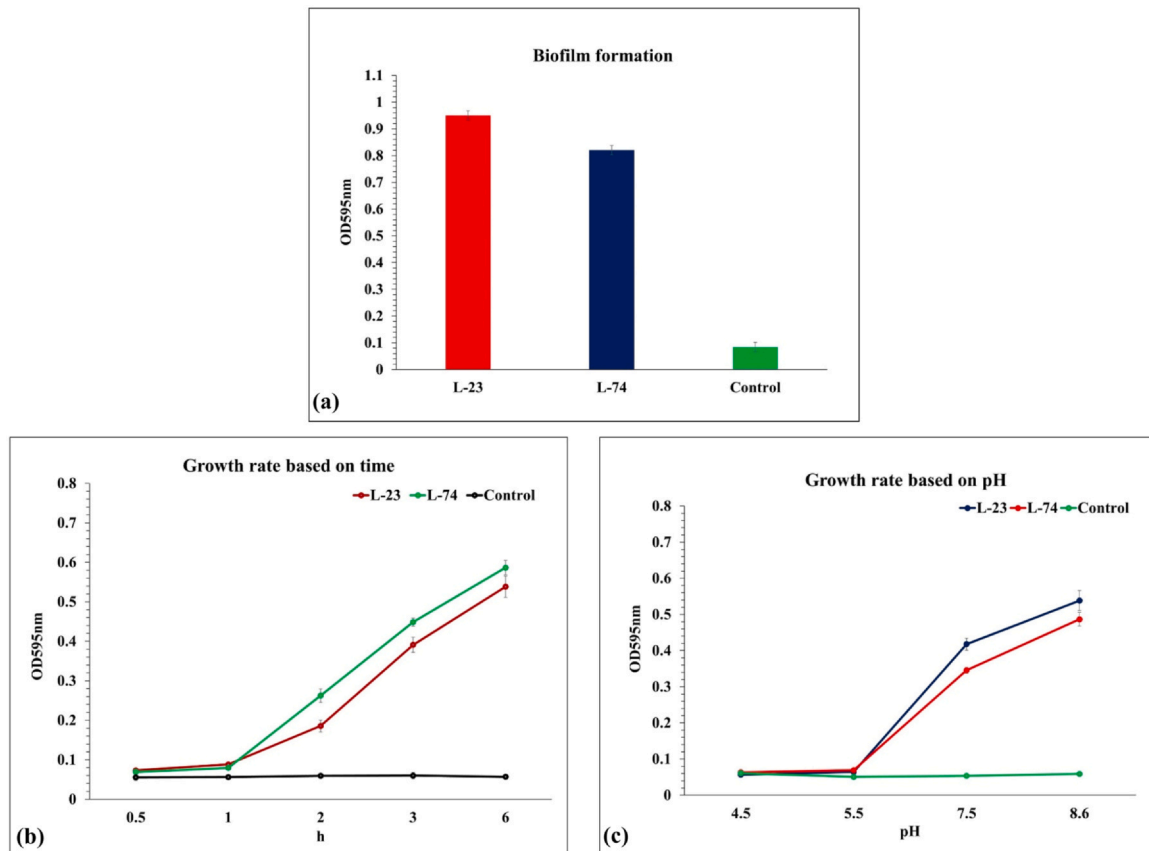 Biofilm formation
1.1
1
0.9
0.8
0.7
0.6
0.5
0.4
0.3
0.2
0.1
0
OD595nm
L-23 L-74 Control
(a)
Growth rate based on time
L-23 L-74 Control
0.8
0.7
0.6
0.5
0.4
0.3
0.2
0.1
0
OD595nm
0.5 1 2 3 6
h
(b)
Growth rate based on pH
L-23 L-74 Control
0.8
0.7
0.6
0.5
0.4
0.3
0.2
0.1
0
OD595nm
4.5 5.5 7.5 8.6
pH
(c)